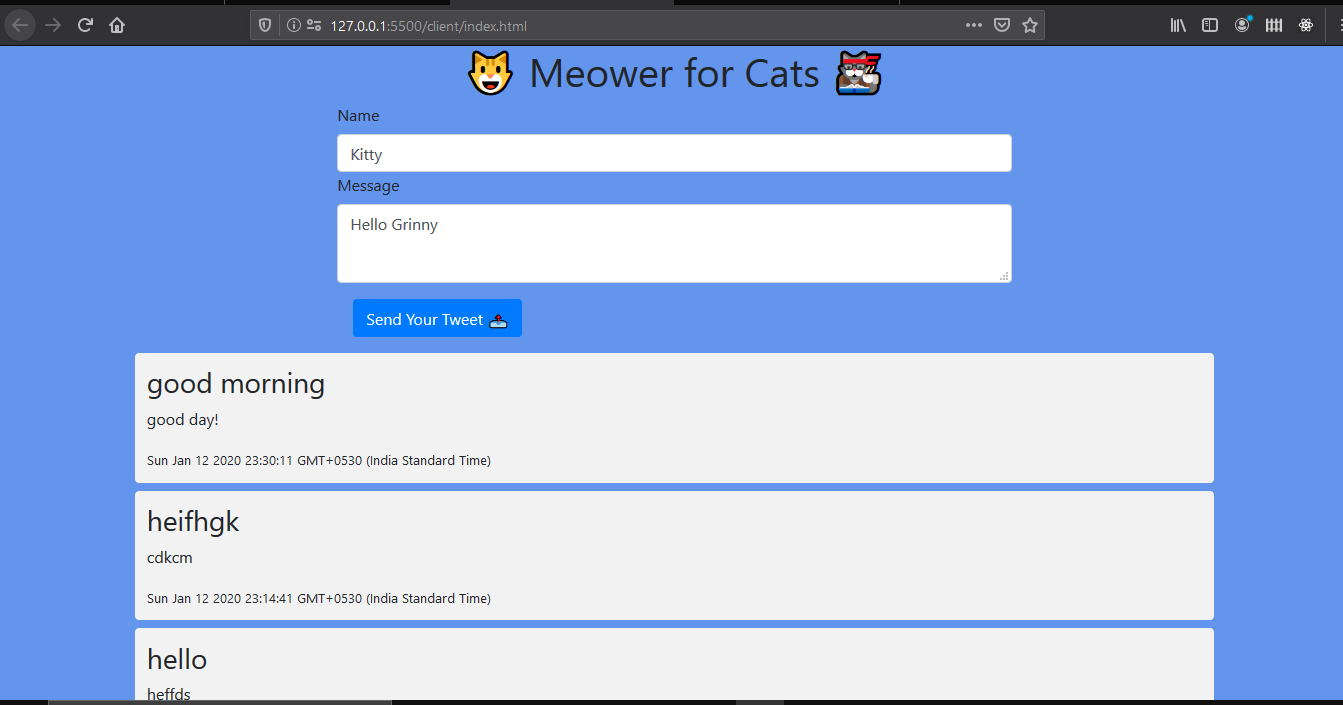 127.0.0.1:5500/client/index.html
Meower for Cats
Name
Kitty
Message
Hello Grinny
Send Your Tweet
good morning
good day!
Sun Jan 12 2020 23:30:11 GMT+0530 (India Standard Time)
heifhgk
cdkcm
Sun Jan 12 2020 23:14:41 GMT+0530 (India Standard Time)
hello
heffds